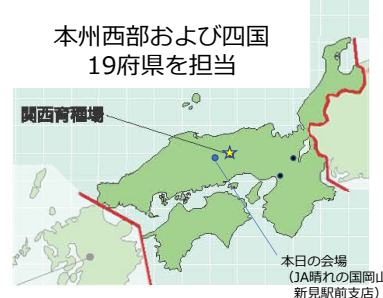 本州西部および四国
19府県を担当
関西育種場
本日の会場
（JA晴れの国岡山
新見駅前支店）